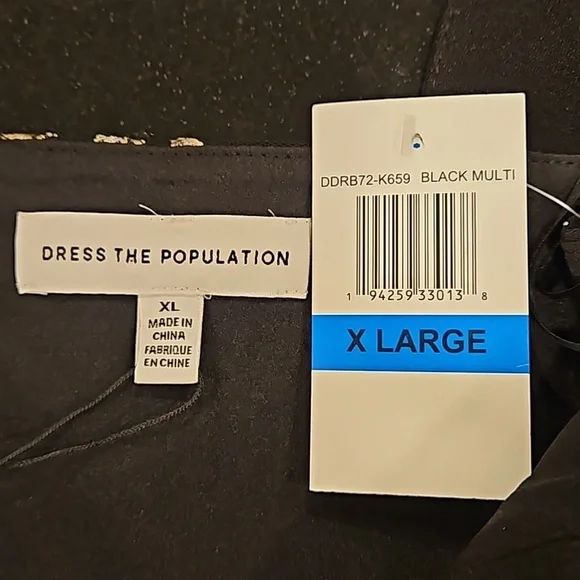 DRESS THE POPULATION
XL
MADE IN
CHINA
FABRIQUE
EN CHINE
DDRB72-K659 BLACK MULTI
1 94259 33013 8
X LARGE